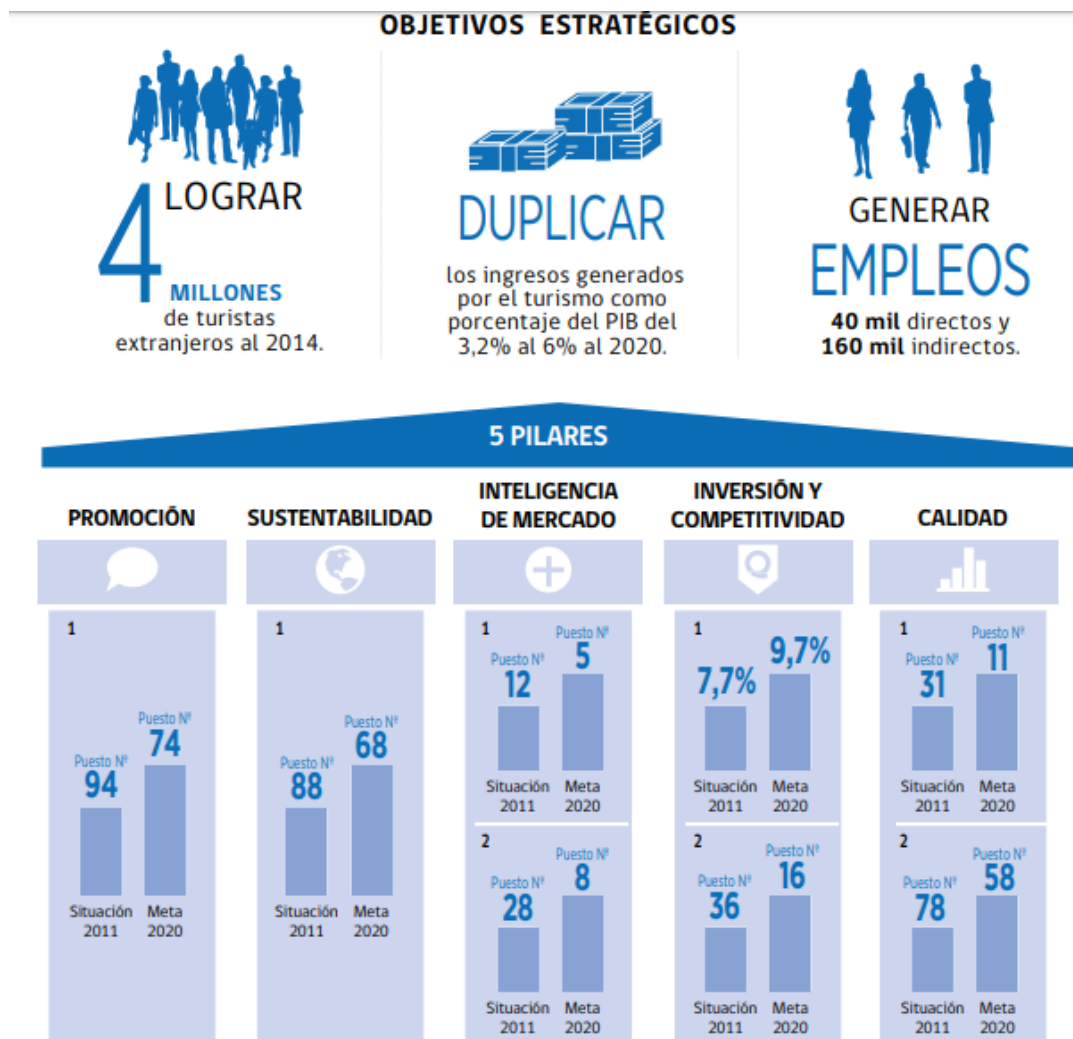 OBJETIVOS ESTRATÉGICOS
LOGRAR
4
MILLONES
de turistas
extranjeros al 2014.
DUPLICAR
los ingresos generados
por el turismo como
porcentaje del PIB del
3,2% al 6% al 2020.
GENERAR
EMPLEOS
40 mil directos y
160 mil indirectos.
5 PILARES
PROMOCIÓN
1
Puesto Nº
94
Puesto Nº
74
Situación
2011
Meta
2020
SUSTENTABILIDAD
1
Puesto Nº
88
Puesto Nº
68
Situación
2011
Meta
2020
INTELIGENCIA
DE MERCADO
1
Puesto Nº
12
Puesto Nº
5
Situación
2011
Meta
2020
2
Puesto Nº
28
Puesto Nº
8
Situación
2011
Meta
2020
INVERSIÓN Y
COMPETITIVIDAD
1
7,7%
9,7%
Situación
2011
Meta
2020
2
Puesto Nº
36
Puesto Nº
16
Situación
2011
Meta
2020
CALIDAD
1
Puesto Nº
31
Puesto Nº
11
Situación
2011
Meta
2020
2
Puesto Nº
78
Puesto Nº
58
Situación
2011
Meta
2020